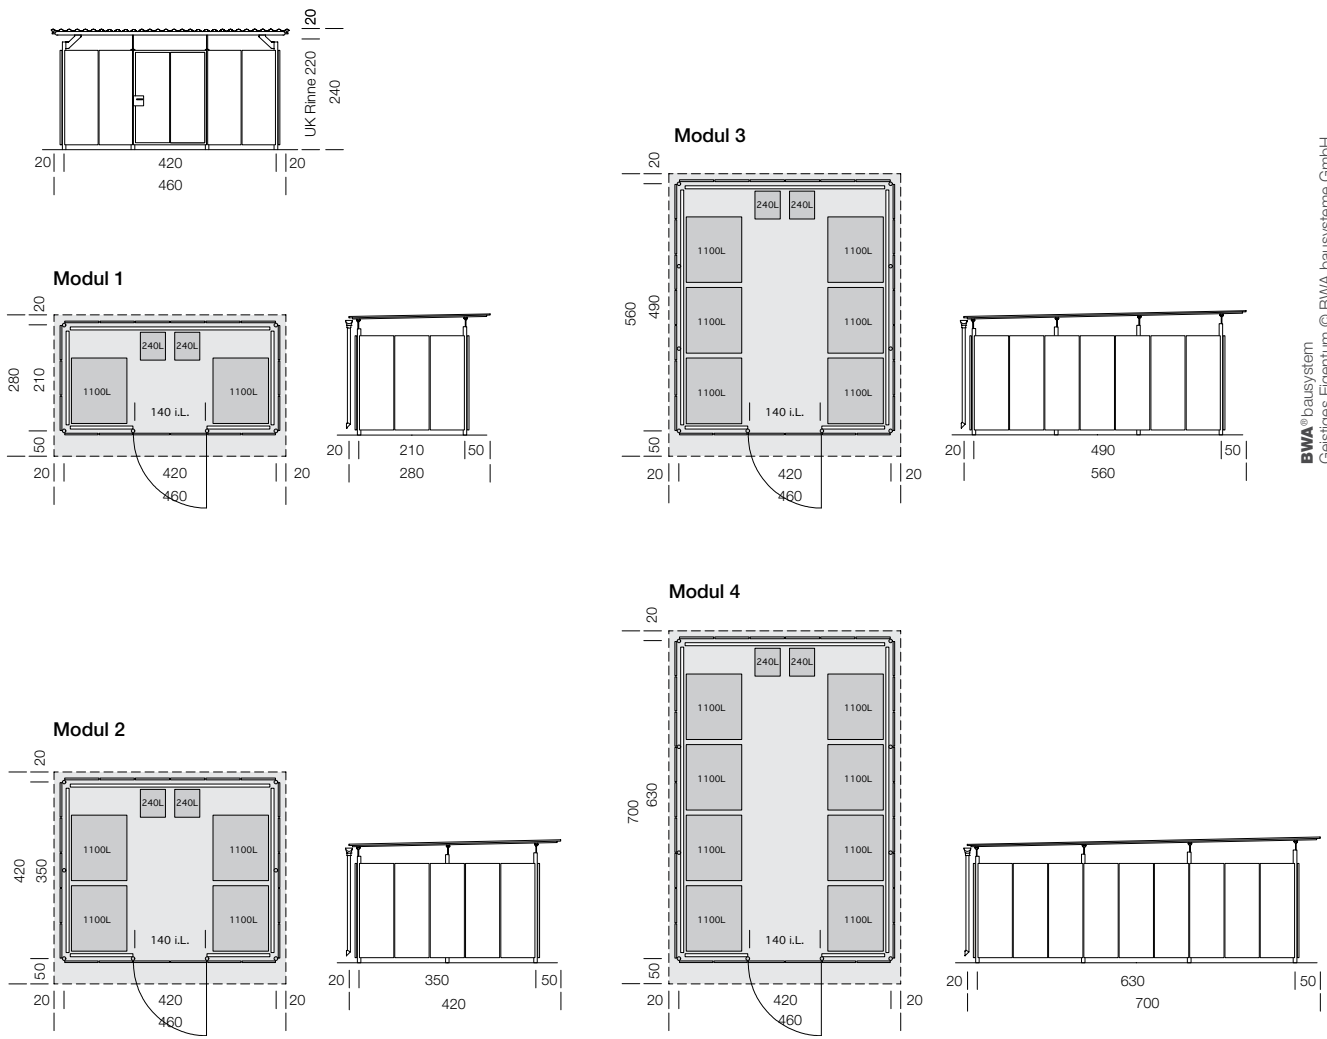 20
UK Rinne 220
240
20
420
20
460
Modul 1
20
280
210
50
240L
240L
1100L
1100L
140 i.L.
20
420
20
460
20
210
50
280
Modul 2
20
420
350
50
240L
240L
1100L
1100L
1100L
1100L
140 i.L.
20
420
20
460
20
350
50
420
Modul 3
20
560
490
50
240L
240L
1100L
1100L
1100L
1100L
1100L
1100L
140 i.L.
20
420
20
460
20
490
50
560
Modul 4
20
700
630
50
240L
240L
1100L
1100L
1100L
1100L
1100L
1100L
1100L
1100L
140 i.L.
20
420
20
460
20
630
50
700
BWA® bausystem
Geistiges Eigentum © BWA bausysteme GmbH